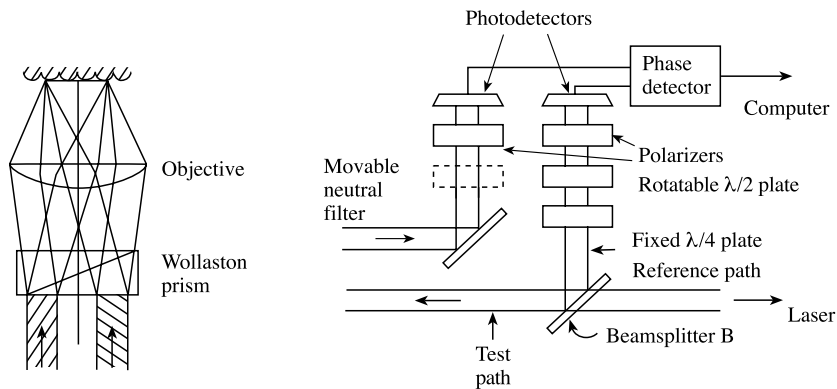 Photodetectors
Phase
detector
Computer
Objective
Movable
neutral
filter
Polarizers
Rotatable λ/2 plate
Wollaston
prism
Fixed λ/4 plate
Reference path
Laser
Beamsplitter B
Test
path